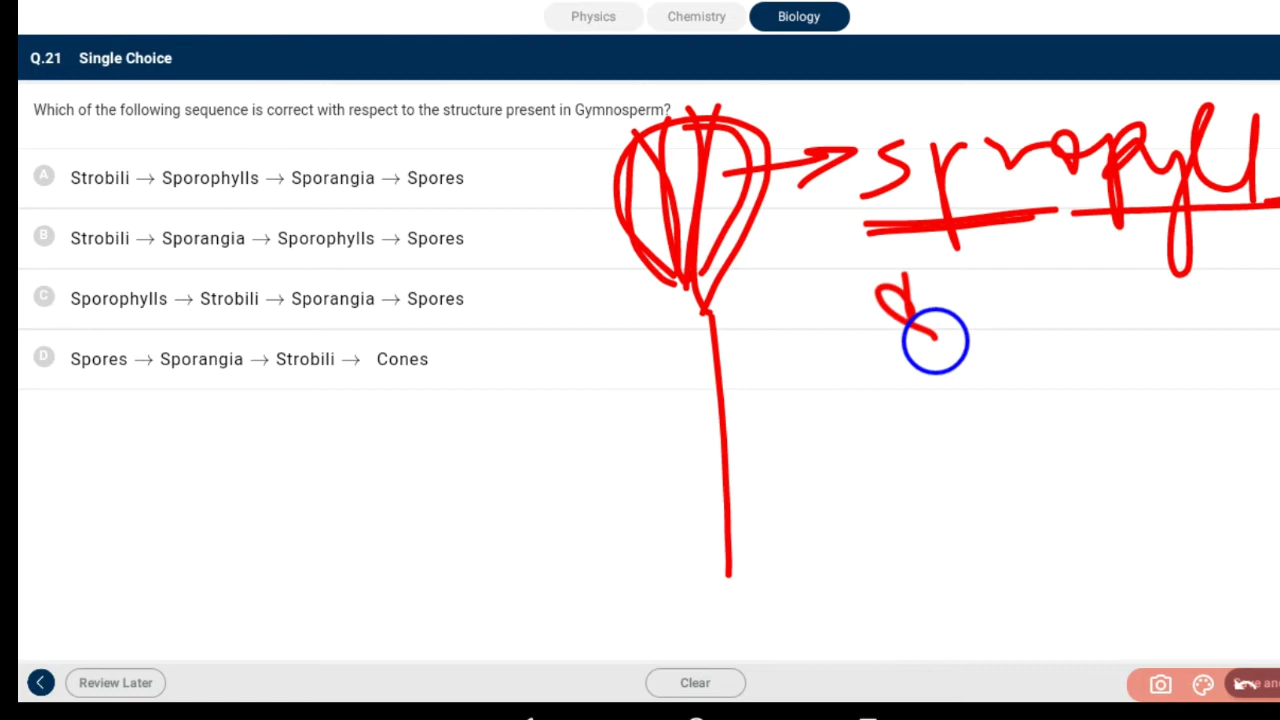 Physics Chemistry Biology
Q.21 Single Choice
Which of the following sequence is correct with respect to the structure present in Gymnosperm?
A Strobili → Sporophylls → Sporangia → Spores
sprophyll
B Strobili → Sporangia → Sporophylls → Spores
C Sporophylls → Strobili → Sporangia → Spores
D Spores → Sporangia → Strobili → Cones
Review Later Clear